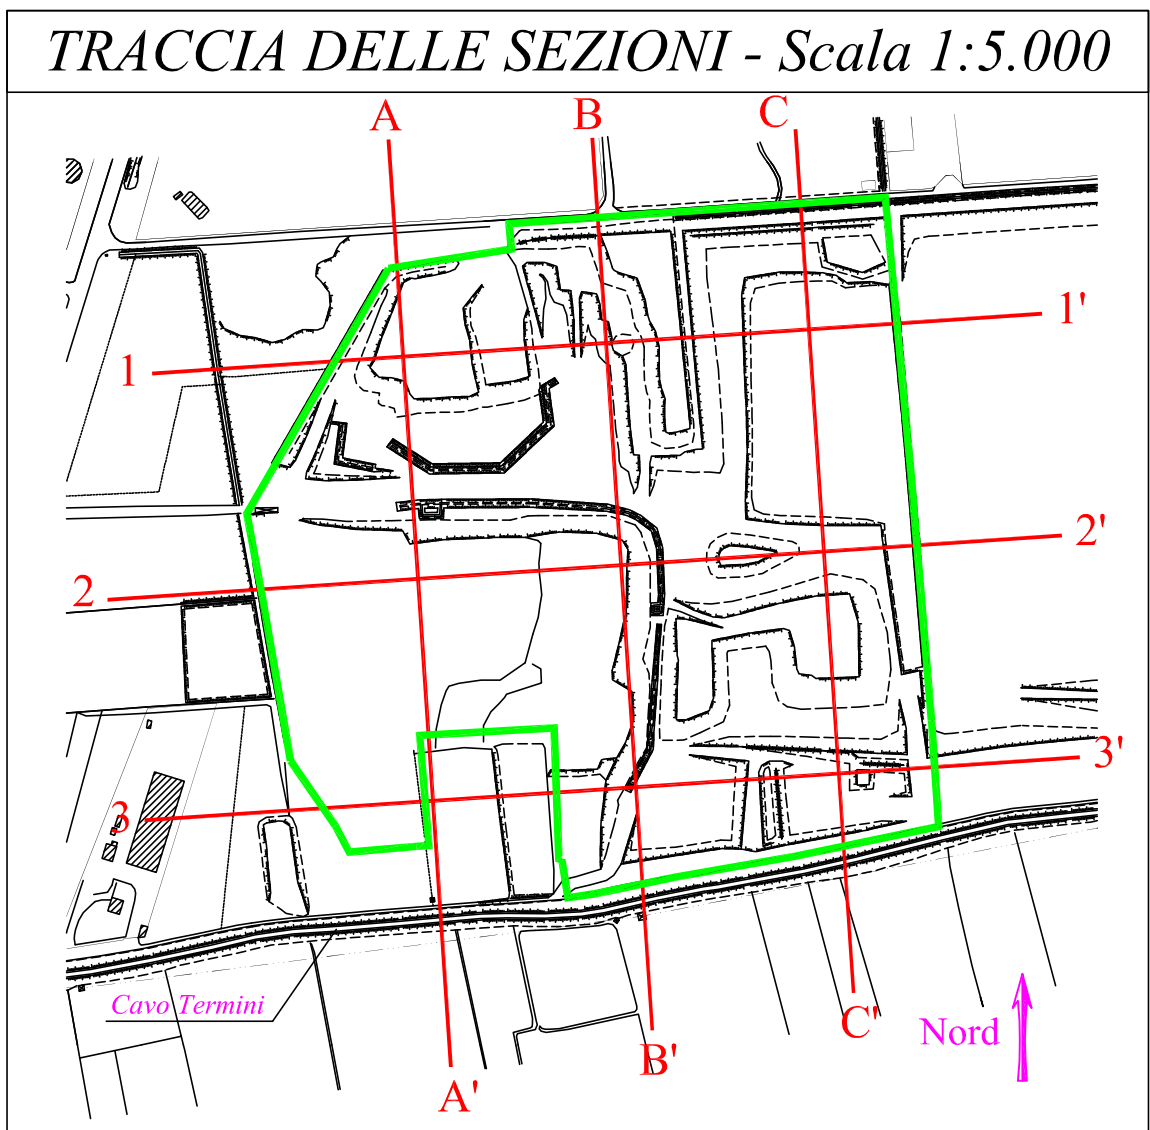 TRACCIA DELLE SEZIONI - Scala 1:5.000
A
B
C
1
1'
2
2'
3
3'
Cavo Termini
Nord
A'
B'
C'